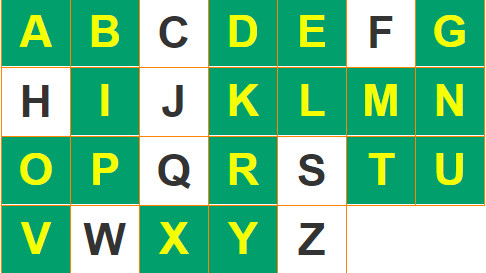 A B C D E F G
H I J K L M N
O P Q R S T U
V W X Y Z